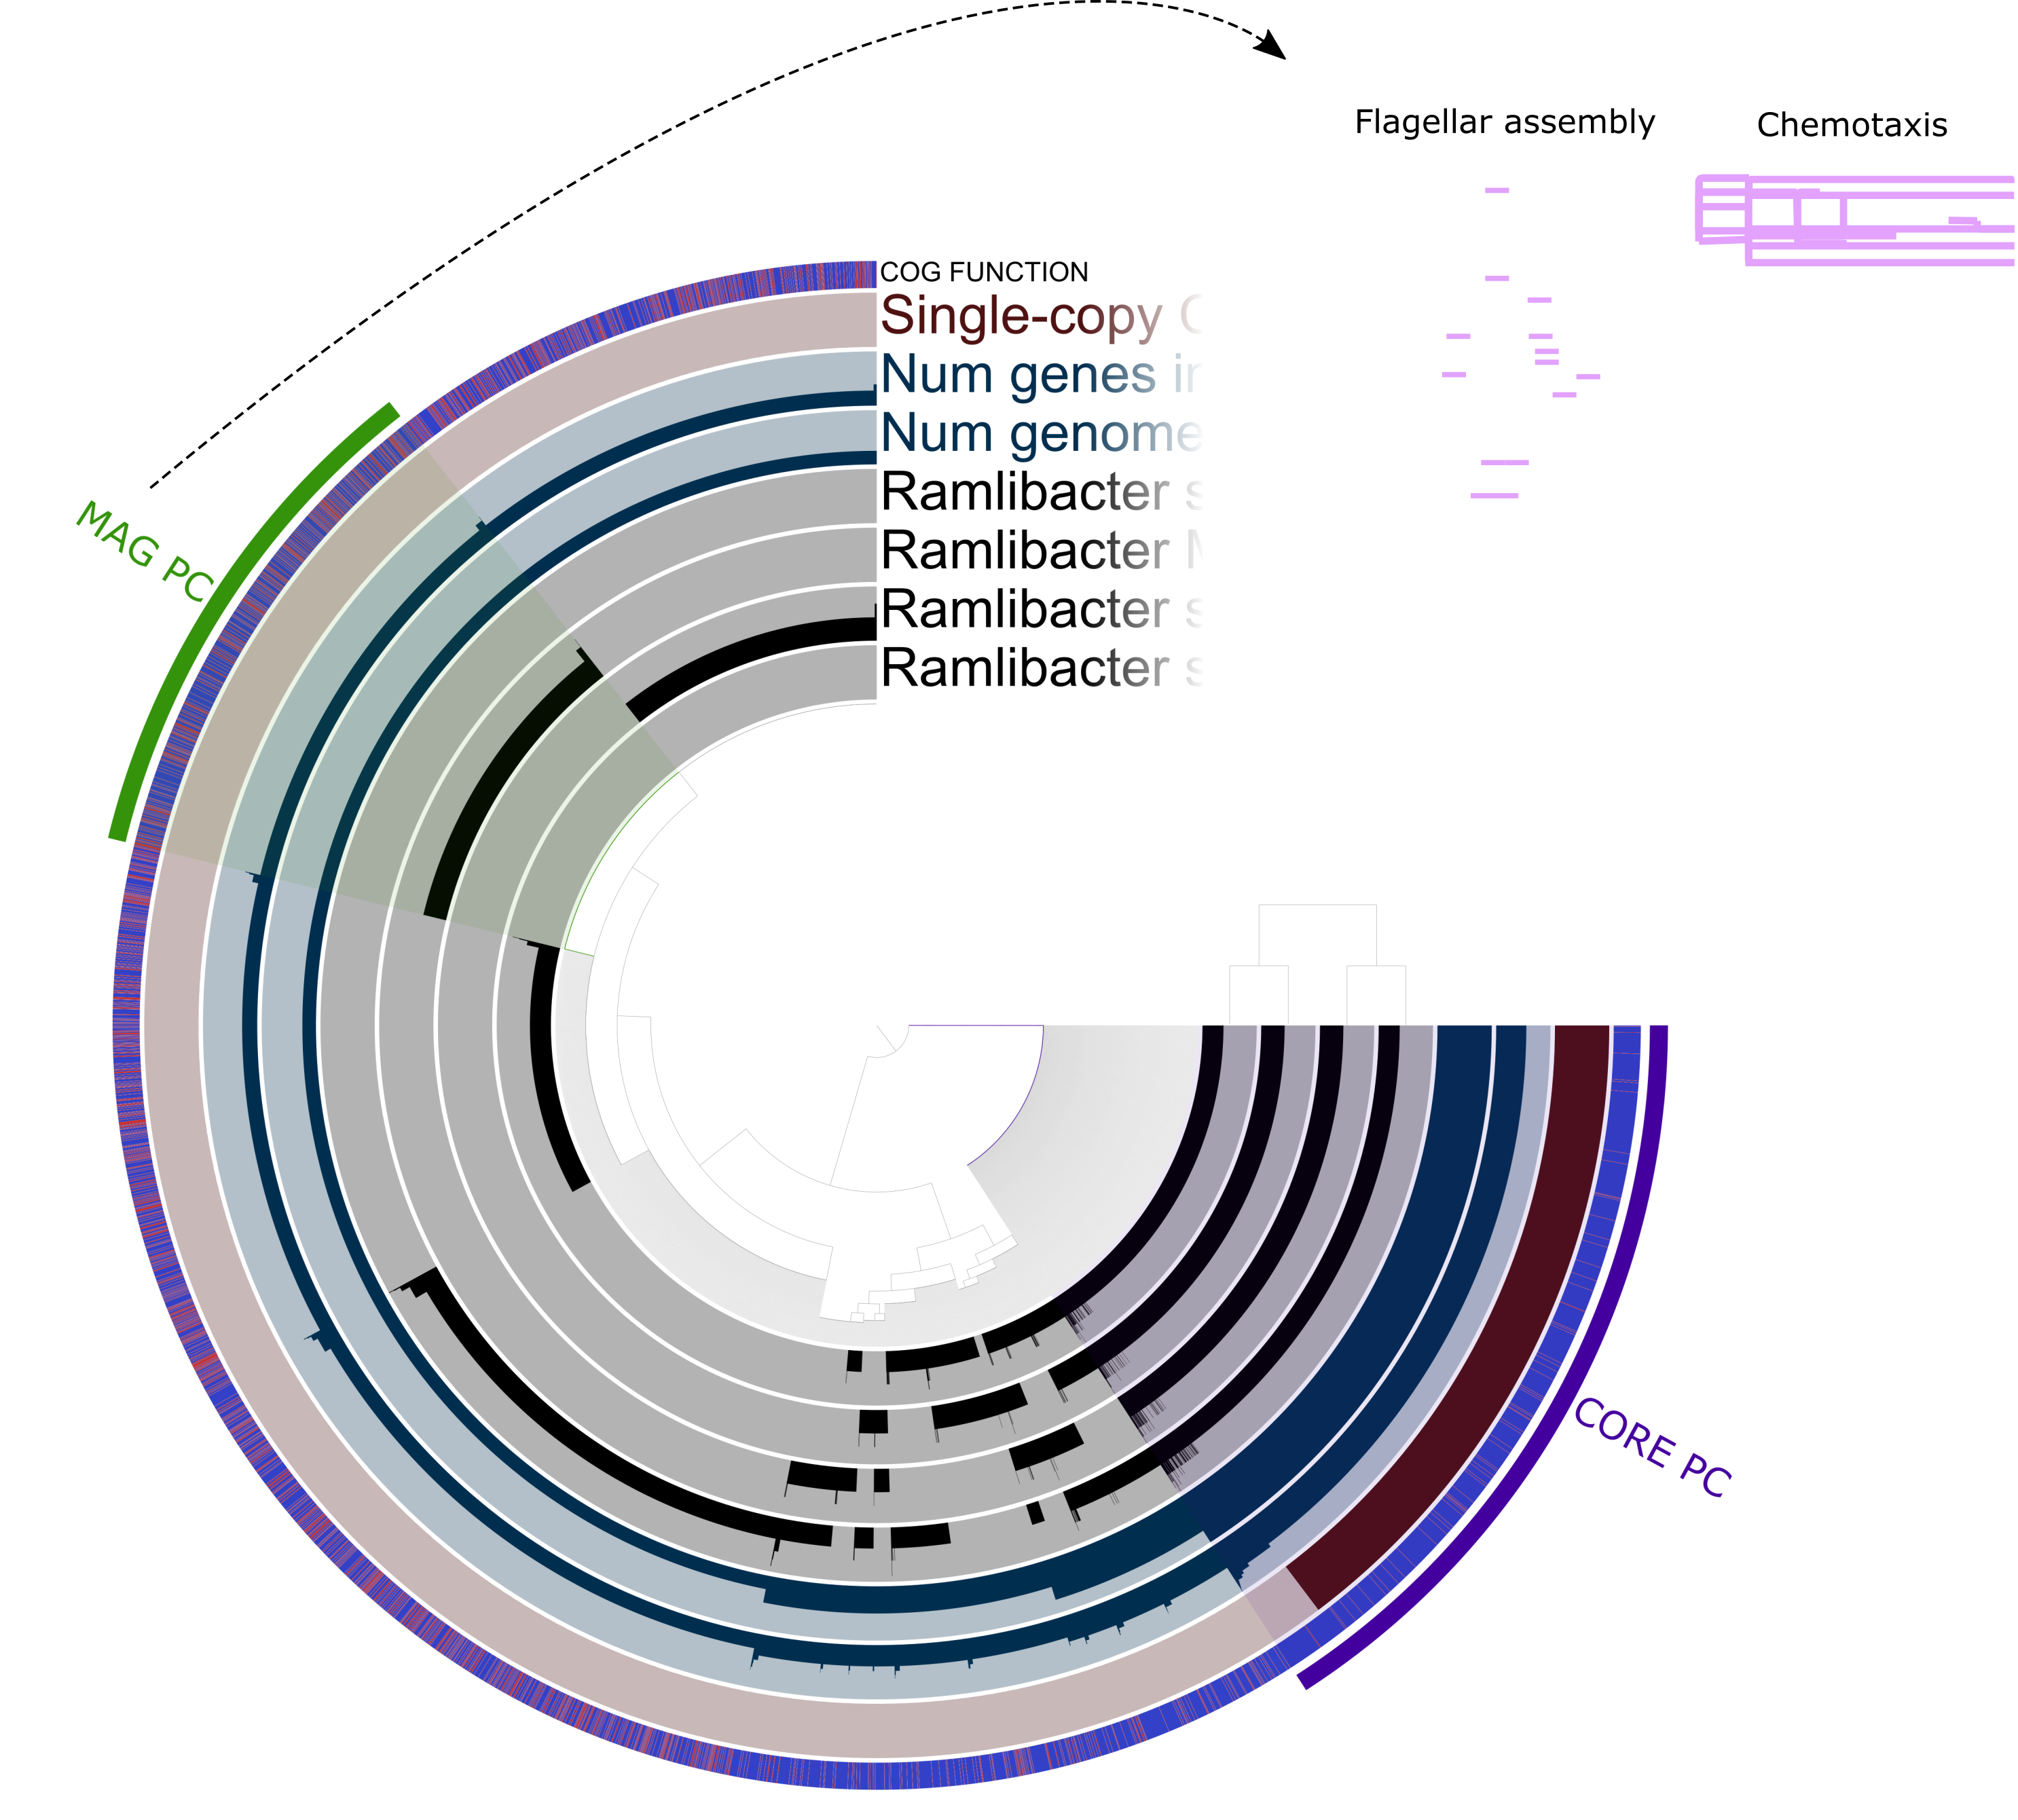 Flagellar assembly
Chemotaxis
COG FUNCTION
Single-copy
Num genes
Num genome
Ramlibacter
Ramlibacter
Ramlibacter
Ramlibacter
MAG PC
CORE PC